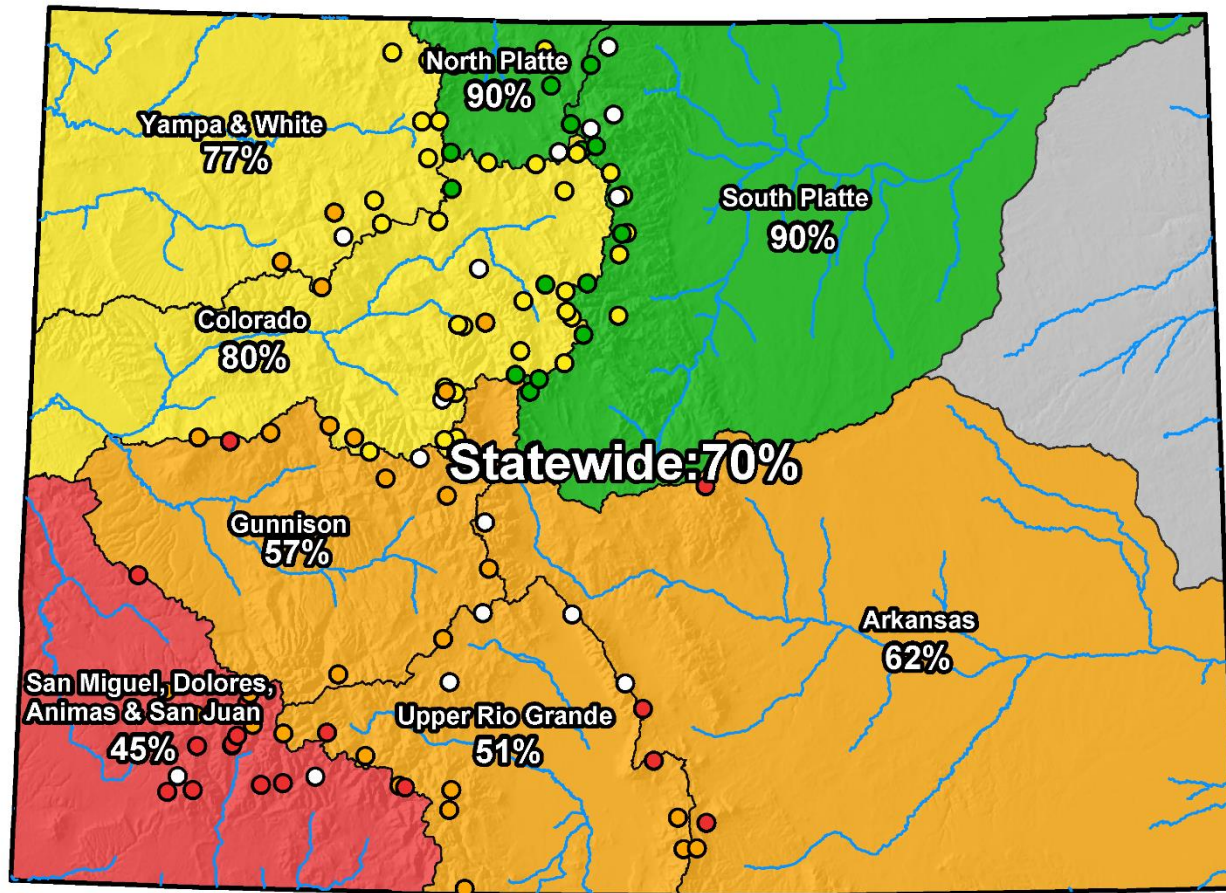 North Platte
90%
Yampa & White
77%
South Platte
90%
Colorado
80%
Statewide:70%
Gunnison
57%
Arkansas
62%
San Miguel, Dolores,
Animas & San Juan
45%
Upper Rio Grande
51%